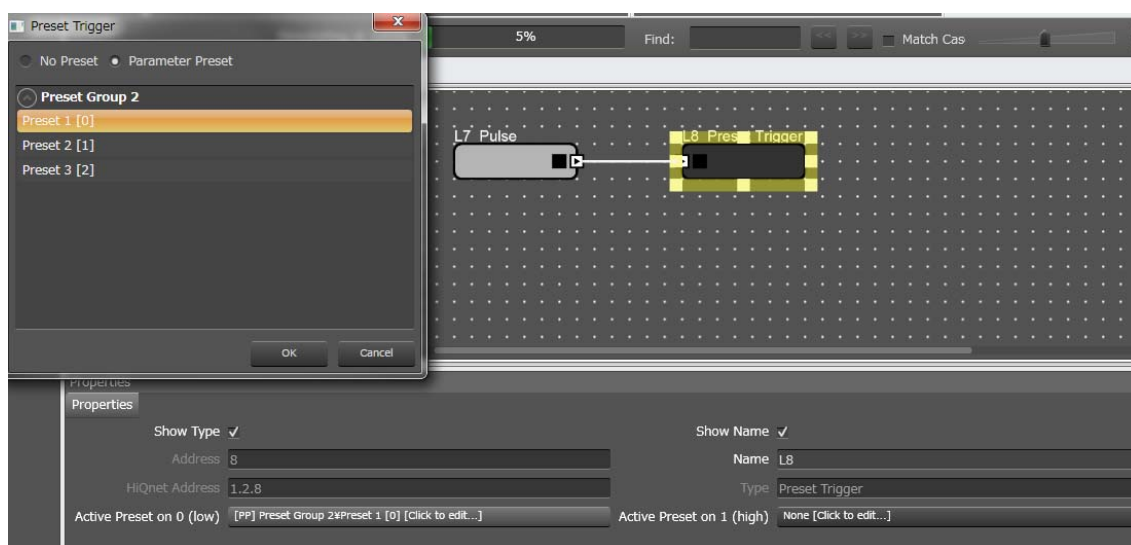 Preset Trigger
No Preset Parameter Preset
Preset Group 2
Preset 1 [0]
Preset 2 [1]
Preset 3 [2]
OK Cancel
5% Find: << >> Match Cas
L7 Pulse
L8 Preset Trigger
Properties
Properties
Show Type Show Name
Address 8 Name L8
HiQnet Address 1.2.8 Type Preset Trigger
Active Preset on 0 (low) [PP] Preset Group 2¥Preset 1 [0] [Click to edit...] Active Preset on 1 (high) None [Click to edit...]